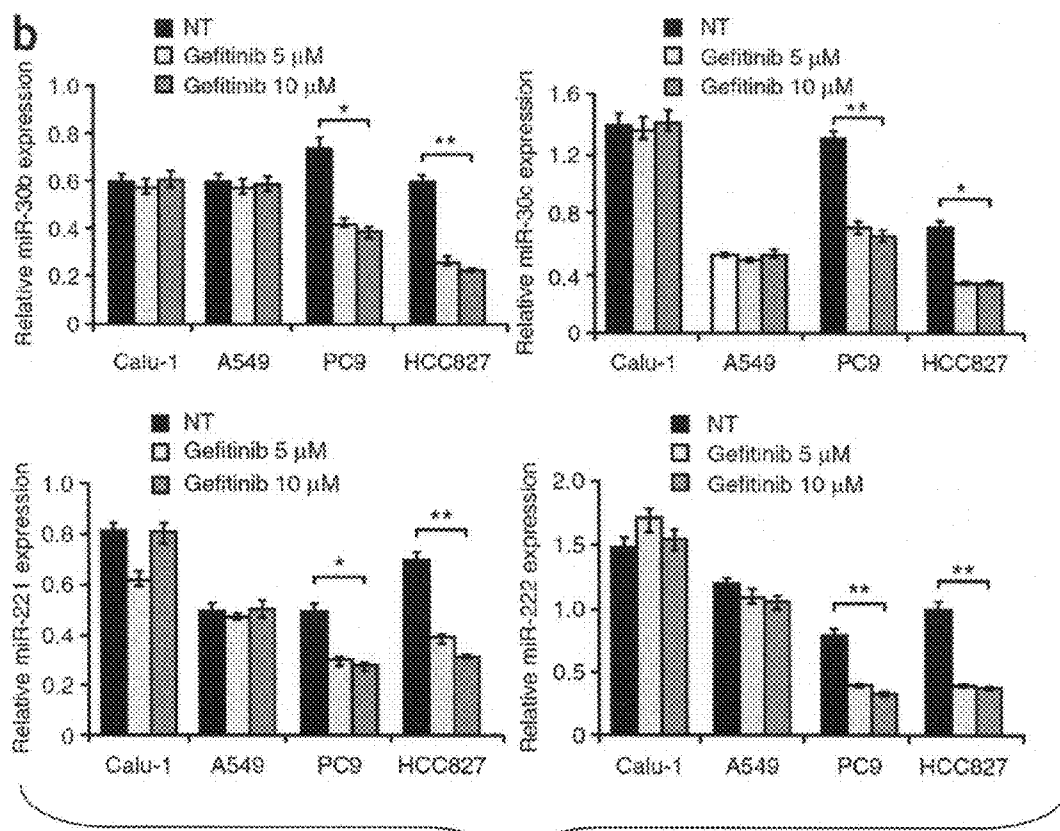 b
NT
Gefitinib 5 µM
Gefitinib 10 µM
Relative miR-30b expression
1.0
0.8
0.6
0.4
0.2
0
*
**
Calu-1 A549 PC9 HCC827
NT
Gefitinib 5 µM
Gefitinib 10 µM
Relative miR-30c expression
1.6
1.2
0.8
0.4
0
**
*
Calu-1 A549 PC9 HCC827
NT
Gefitinib 5 µM
Gefitinib 10 µM
Relative miR-221 expression
1.0
0.8
0.6
0.4
0.2
0
*
**
Calu-1 A549 PC9 HCC827
NT
Gefitinib 5 µM
Gefitinib 10 µM
Relative miR-222 expression
2.0
1.5
1.0
0.5
0
**
**
Calu-1 A549 PC9 HCC827